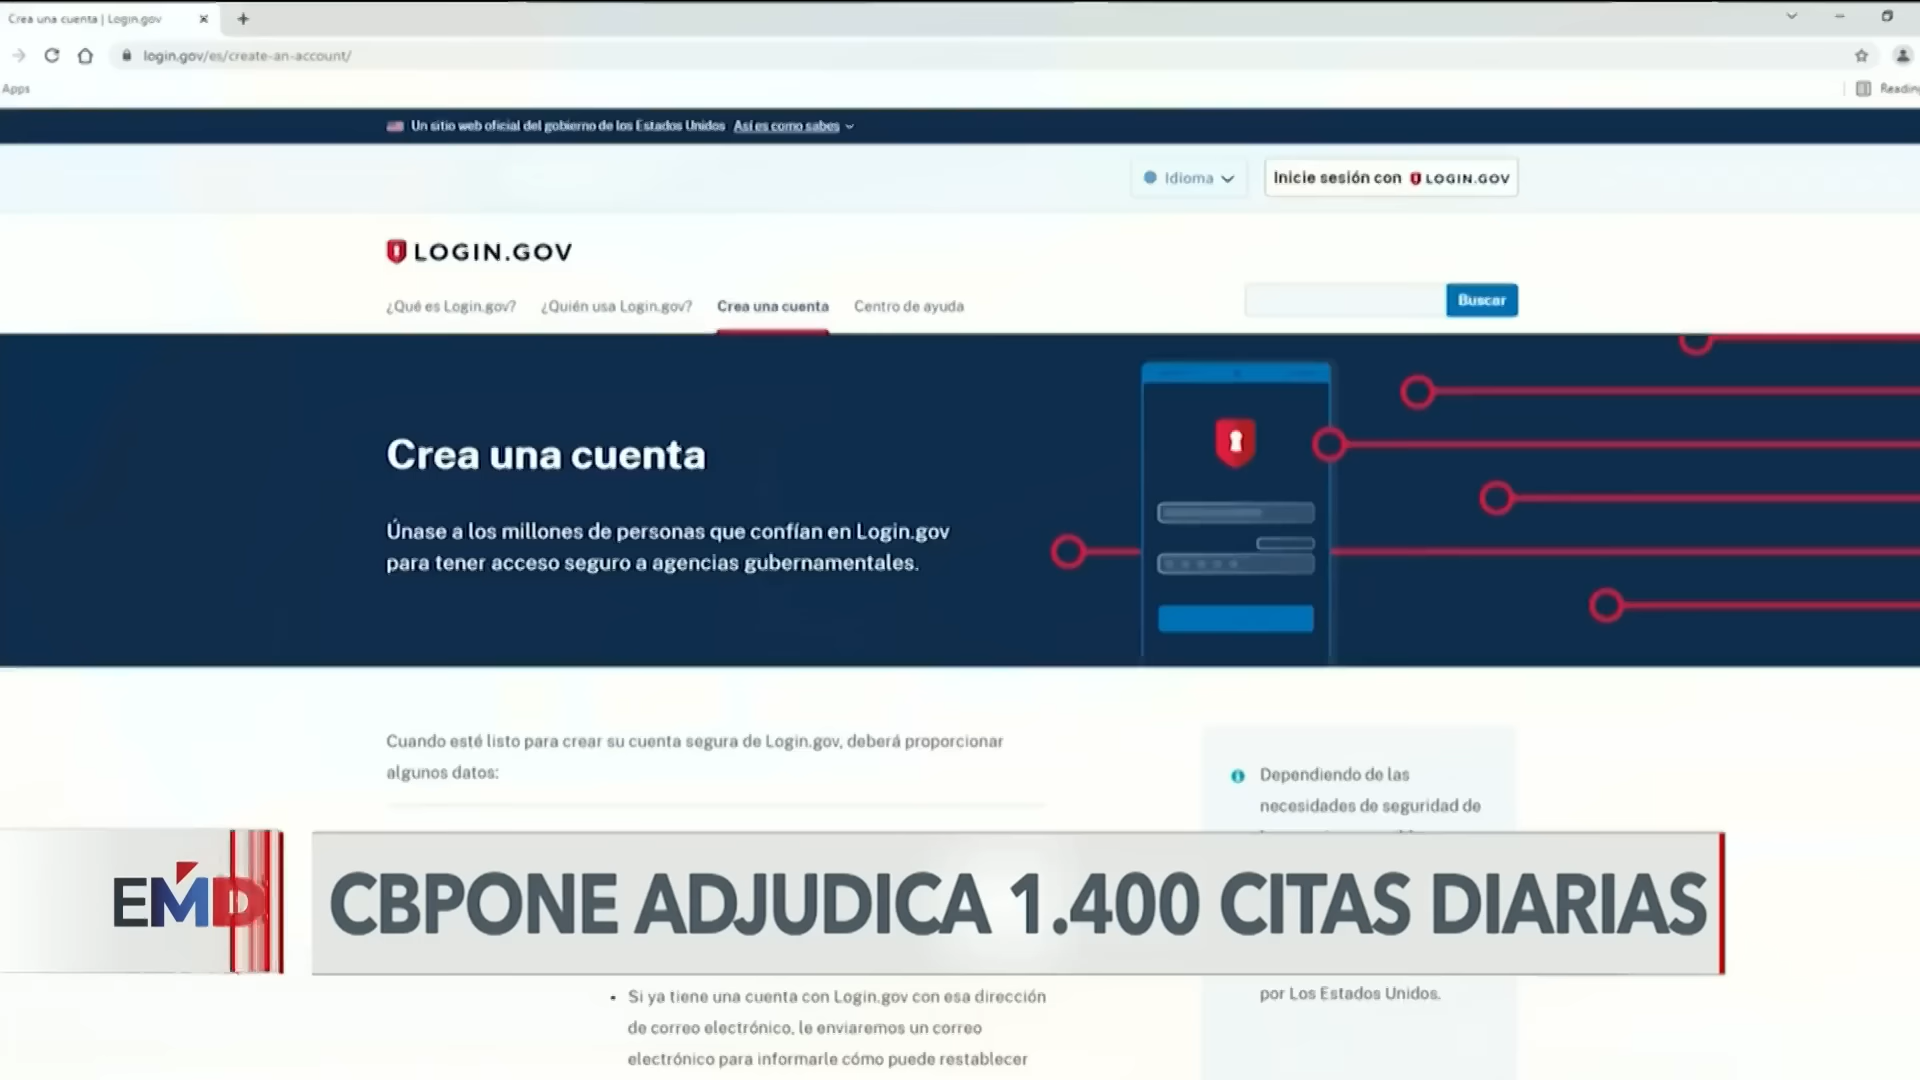 Crea una cuenta | Login.gov
login.gov/es/create-an-account/
Apps
Reading
Un sitio web oficial del gobierno de los Estados Unidos Así es como sabes
Idioma
Inicie sesión con LOGIN.GOV
LOGIN.GOV
¿Qué es Login.gov? ¿Quién usa Login.gov? Crea una cuenta Centro de ayuda
Buscar
Crea una cuenta
Únase a los millones de personas que confían en Login.gov
para tener acceso seguro a agencias gubernamentales.
Cuando esté listo para crear su cuenta segura de Login.gov, deberá proporcionar
algunos datos:
Dependiendo de las
necesidades de seguridad de
EMD
CBPONE ADJUDICA 1.400 CITAS DIARIAS
por Los Estados Unidos.
• Si ya tiene una cuenta con Login.gov con esa dirección
de correo electrónico, le enviaremos un correo
electrónico para informarle cómo puede restablecer